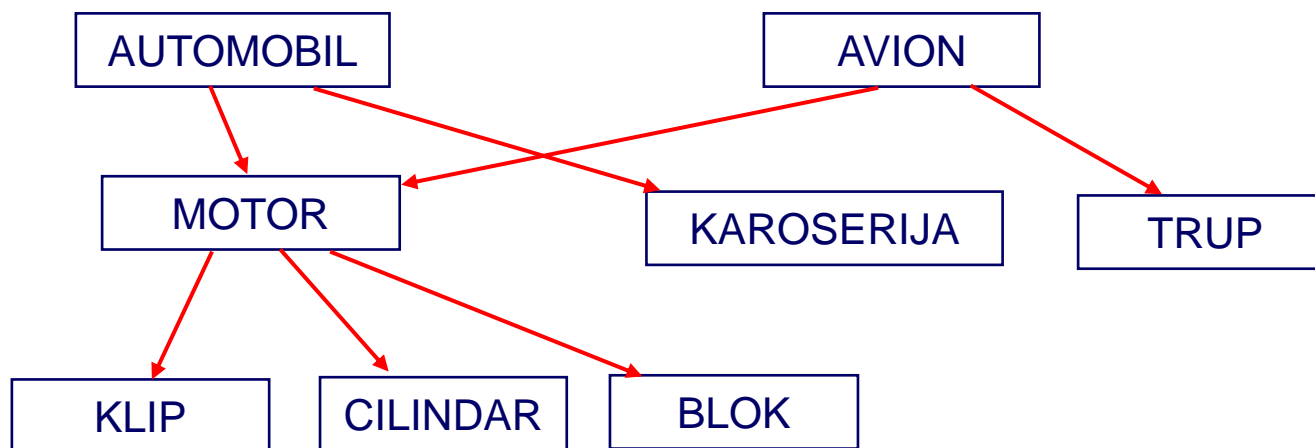 AUTOMOBIL
AVION
MOTOR
KAROSERIJA
TRUP
KLIP
CILINDAR
BLOK